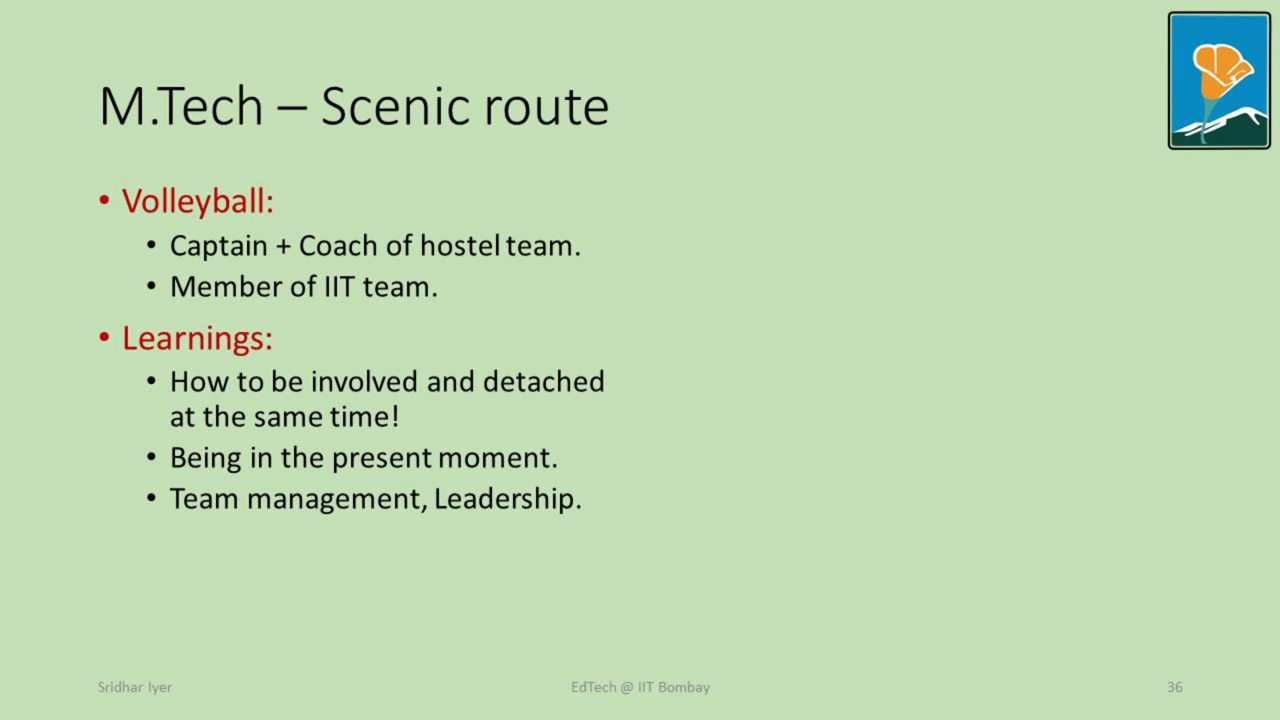 M.Tech – Scenic route
• Volleyball:
• Captain + Coach of hostel team.
• Member of IIT team.
• Learnings:
• How to be involved and detached
at the same time!
• Being in the present moment.
• Team management, Leadership.
Sridhar Iyer
EdTech @ IIT Bombay
36